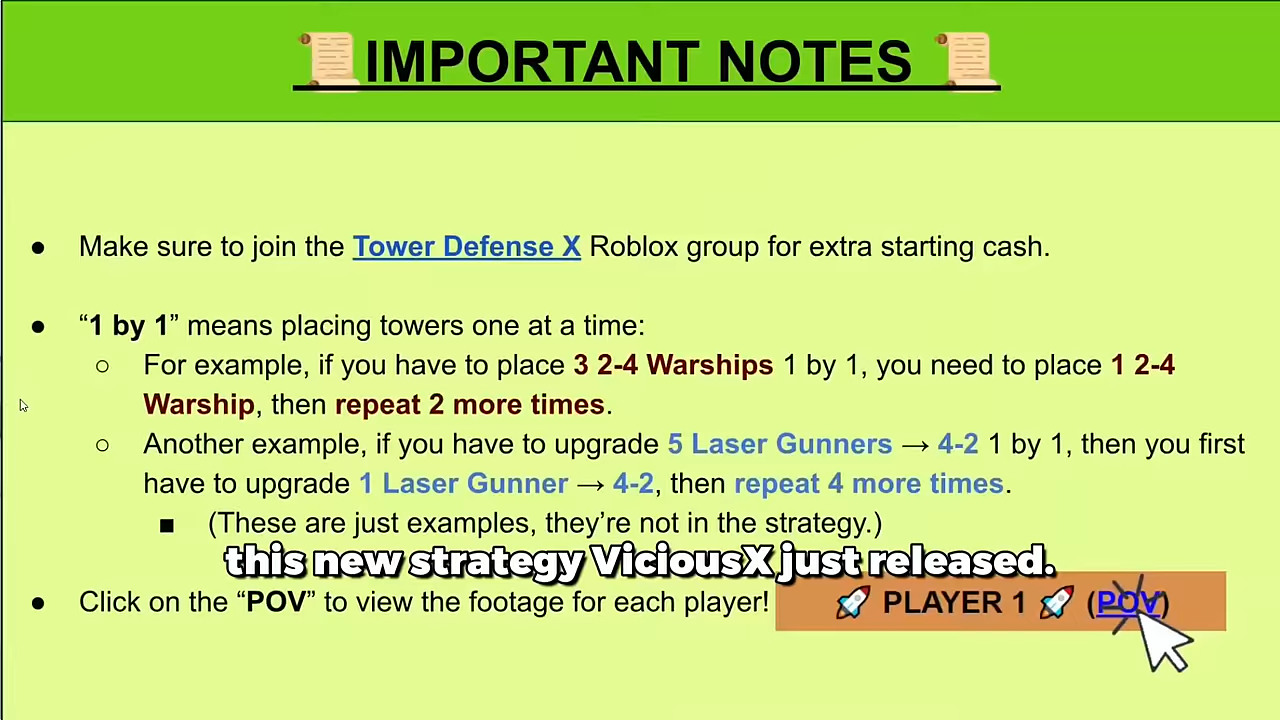 📜IMPORTANT NOTES 📜
● Make sure to join the Tower Defense X Roblox group for extra starting cash.
● “1 by 1” means placing towers one at a time:
○ For example, if you have to place 3 2-4 Warships 1 by 1, you need to place 1 2-4
Warship, then repeat 2 more times.
○ Another example, if you have to upgrade 5 Laser Gunners → 4-2 1 by 1, then you first
have to upgrade 1 Laser Gunner → 4-2, then repeat 4 more times.
■ (These are just examples, they’re not in the strategy.)
this new strategy ViciousX just released.
● Click on the “POV” to view the footage for each player! 🚀 PLAYER 1 🚀 (POV)